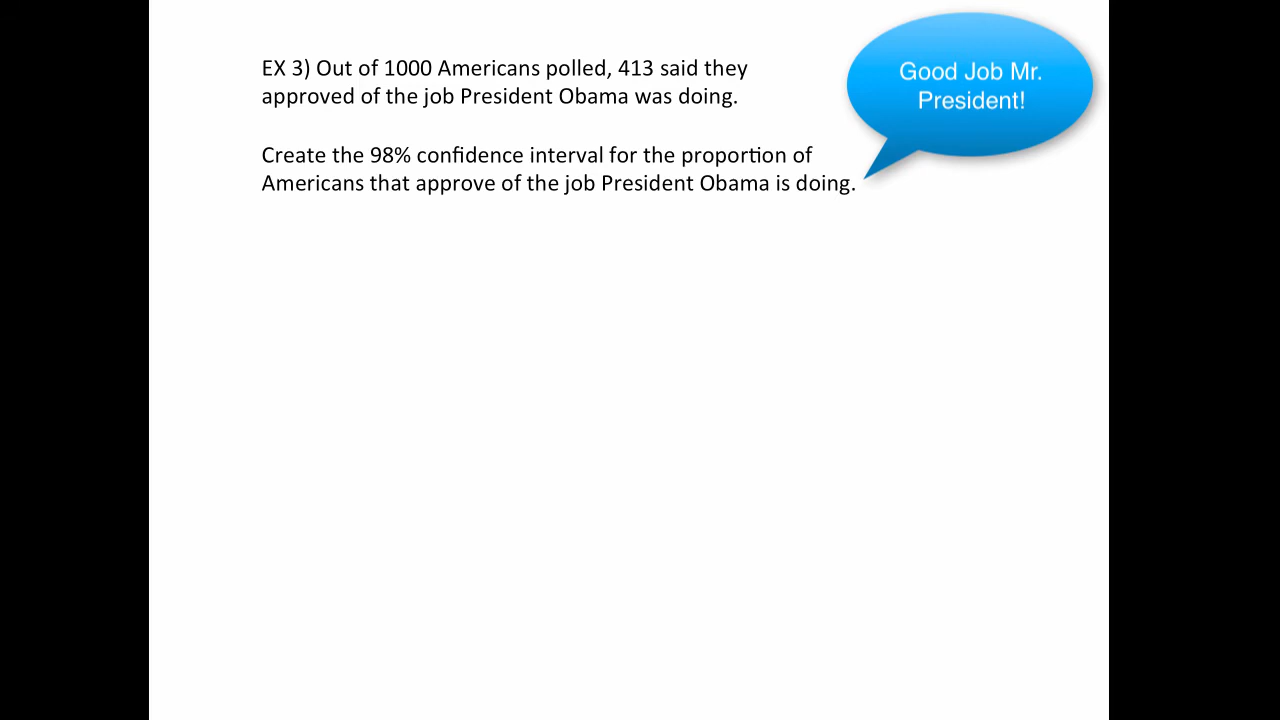 EX 3) Out of 1000 Americans polled, 413 said they
approved of the job President Obama was doing.
Create the 98% confidence interval for the proportion of
Americans that approve of the job President Obama is doing.
Good Job Mr.
President!